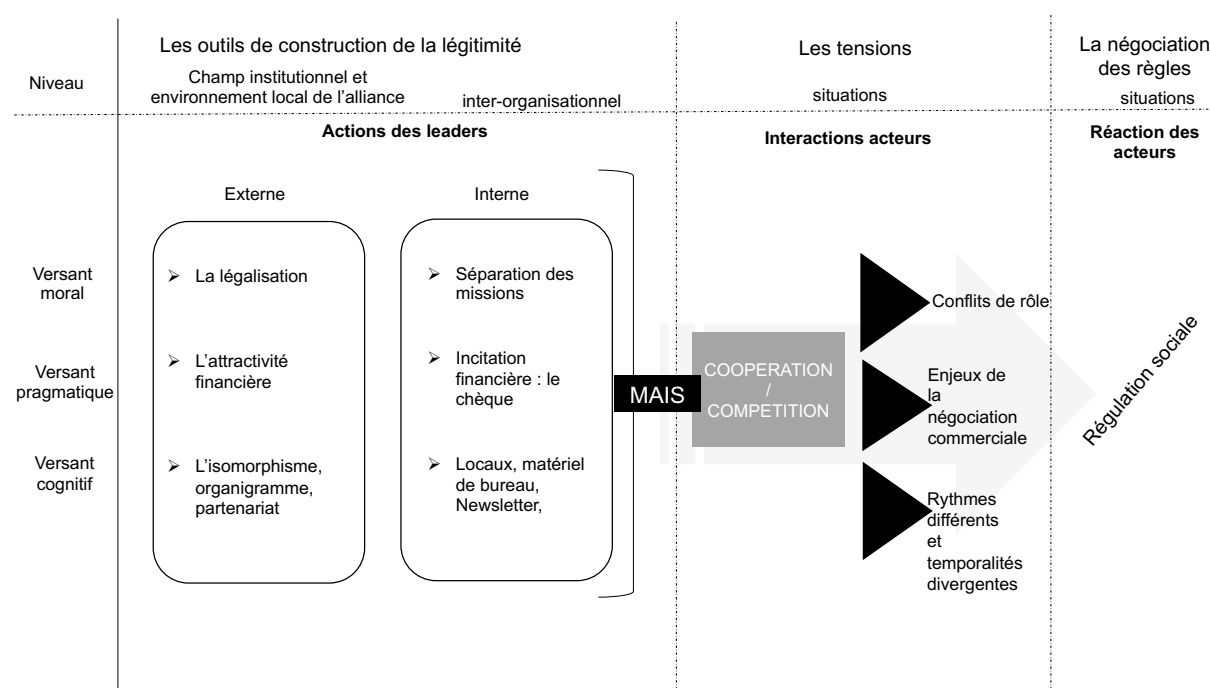 Les outils de construction de la légitimité
Les tensions
La négociation
des règles
Niveau
Champ institutionnel et
environnement local de l'alliance
inter-organisationnel
situations
situations
Actions des leaders
Interactions acteurs
Réaction des
acteurs
Externe
Interne
Versant
moral
➢ La légalisation
➢ Séparation des
missions
Conflits de rôle
Versant
pragmatique
➢ L'attractivité
financière
➢ Incitation
financière : le
chèque
MAIS
COOPERATION
/
COMPETITION
Enjeux de
la
négociation
commerciale
Régulation sociale
Versant
cognitif
➢ L'isomorphisme,
organigramme,
partenariat
➢ Locaux, matériel
de bureau,
Newsletter,
Rythmes
différents
et
temporalités
divergentes